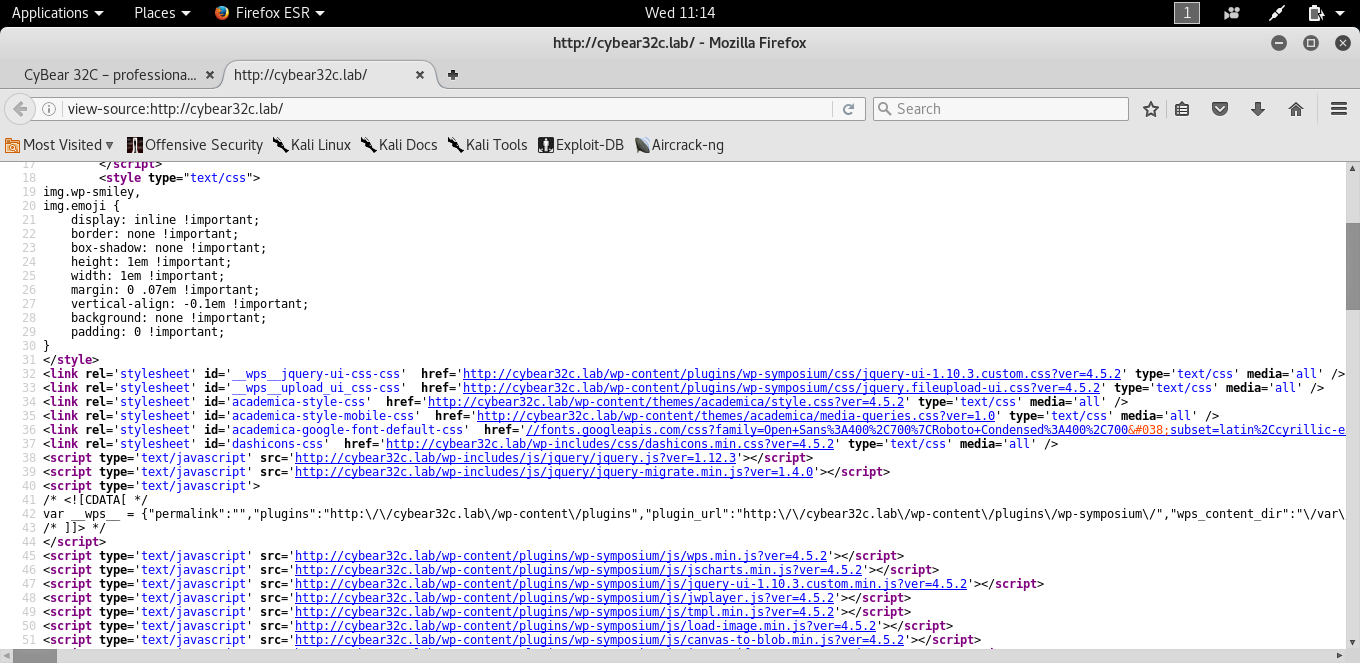 Applications Places Firefox ESR Wed 11:14 1
http://cybear32c.lab/ - Mozilla Firefox
CyBear 32C – professiona... × http://cybear32c.lab/ ×
view-source:http://cybear32c.lab/ Search
Most Visited Offensive Security Kali Linux Kali Docs Kali Tools Exploit-DB Aircrack-ng
17 </script>
18 <style type="text/css">
19 img.wp-smiley,
20 img.emoji {
21 display: inline !important;
22 border: none !important;
23 box-shadow: none !important;
24 height: 1em !important;
25 width: 1em !important;
26 margin: 0 .07em !important;
27 vertical-align: -0.1em !important;
28 background: none !important;
29 padding: 0 !important;
30 }
31 </style>
32 <link rel='stylesheet' id='__wps__jquery-ui-css-css' href='http://cybear32c.lab/wp-content/plugins/wp-symposium/css/jquery-ui-1.10.3.custom.css?ver=4.5.2' type='text/css' media='all' />
33 <link rel='stylesheet' id='__wps__upload_ui_css-css' href='http://cybear32c.lab/wp-content/plugins/wp-symposium/css/jquery.fileupload-ui.css?ver=4.5.2' type='text/css' media='all' />
34 <link rel='stylesheet' id='academica-style-css' href='http://cybear32c.lab/wp-content/themes/academica/style.css?ver=4.5.2' type='text/css' media='all' />
35 <link rel='stylesheet' id='academica-style-mobile-css' href='http://cybear32c.lab/wp-content/themes/academica/media-queries.css?ver=1.0' type='text/css' media='all' />
36 <link rel='stylesheet' id='academica-google-font-default-css' href='//fonts.googleapis.com/css?family=Open+Sans%3A400%2C700%7CRoboto+Condensed%3A400%2C700&#038;subset=latin%2Ccyrillic-e
37 <link rel='stylesheet' id='dashicons-css' href='http://cybear32c.lab/wp-includes/css/dashicons.min.css?ver=4.5.2' type='text/css' media='all' />
38 <script type='text/javascript' src='http://cybear32c.lab/wp-includes/js/jquery/jquery.js?ver=1.12.3'></script>
39 <script type='text/javascript' src='http://cybear32c.lab/wp-includes/js/jquery/jquery-migrate.min.js?ver=1.4.0'></script>
40 <script type='text/javascript'>
41 /* <![CDATA[ */
42 var __wps__ = {"permalink":"","plugins":"http:\/\/cybear32c.lab\/wp-content\/plugins","plugin_url":"http:\/\/cybear32c.lab\/wp-content\/plugins\/wp-symposium\/","wps_content_dir":"\/var\
43 /* ]]> */
44 </script>
45 <script type='text/javascript' src='http://cybear32c.lab/wp-content/plugins/wp-symposium/js/wps.min.js?ver=4.5.2'></script>
46 <script type='text/javascript' src='http://cybear32c.lab/wp-content/plugins/wp-symposium/js/jscharts.min.js?ver=4.5.2'></script>
47 <script type='text/javascript' src='http://cybear32c.lab/wp-content/plugins/wp-symposium/js/jquery-ui-1.10.3.custom.min.js?ver=4.5.2'></script>
48 <script type='text/javascript' src='http://cybear32c.lab/wp-content/plugins/wp-symposium/js/jwplayer.js?ver=4.5.2'></script>
49 <script type='text/javascript' src='http://cybear32c.lab/wp-content/plugins/wp-symposium/js/tmpl.min.js?ver=4.5.2'></script>
50 <script type='text/javascript' src='http://cybear32c.lab/wp-content/plugins/wp-symposium/js/load-image.min.js?ver=4.5.2'></script>
51 <script type='text/javascript' src='http://cybear32c.lab/wp-content/plugins/wp-symposium/js/canvas-to-blob.min.js?ver=4.5.2'></script>